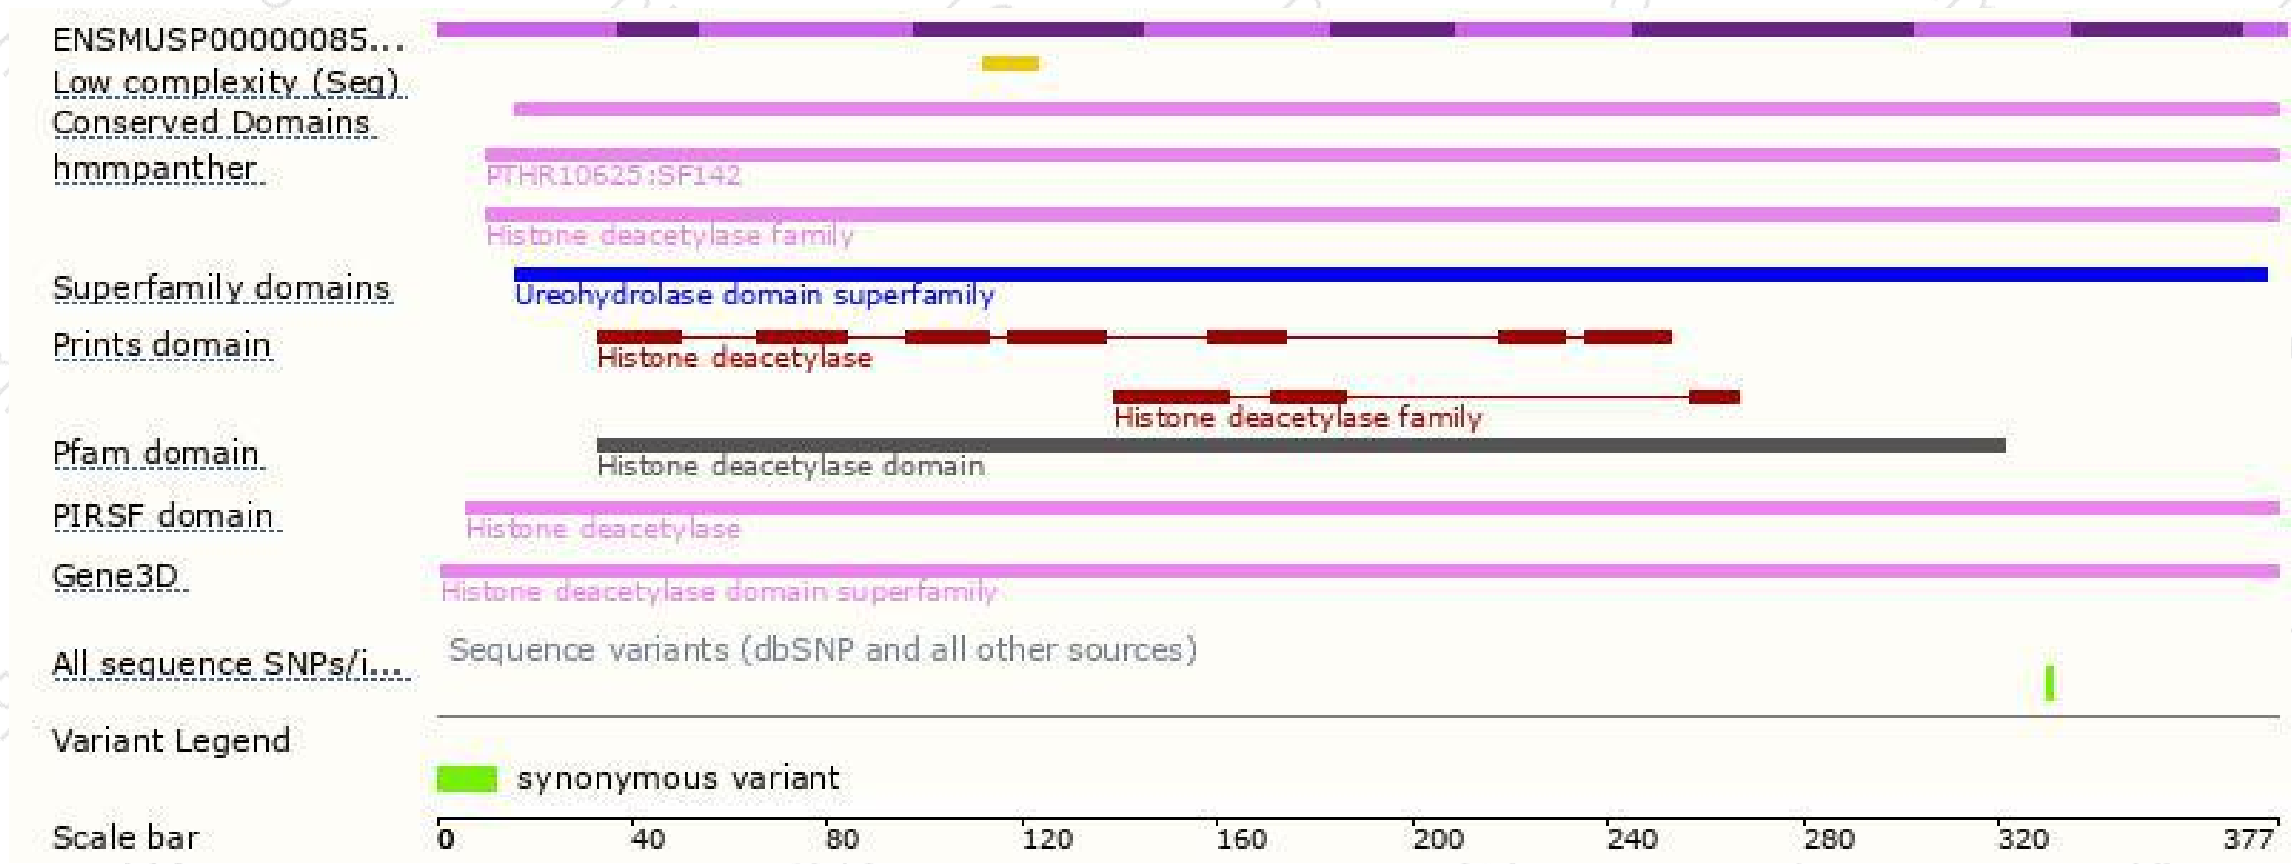 ENSMUSP00000085...
Low complexity (Seg)
Conserved Domains
hmmpanther
PTHR10625:SF142
Histone deacetylase family
Superfamily domains
Ureohydrolase domain superfamily
Prints domain
Histone deacetylase
Histone deacetylase family
Pfam domain
Histone deacetylase domain
PIRSF domain
Histone deacetylase
Gene3D
Histone deacetylase domain superfamily
Sequence variants (dbSNP and all other sources)
All sequence SNPs/i...
Variant Legend
synonymous variant
Scale bar 0 40 80 120 160 200 240 280 320 377